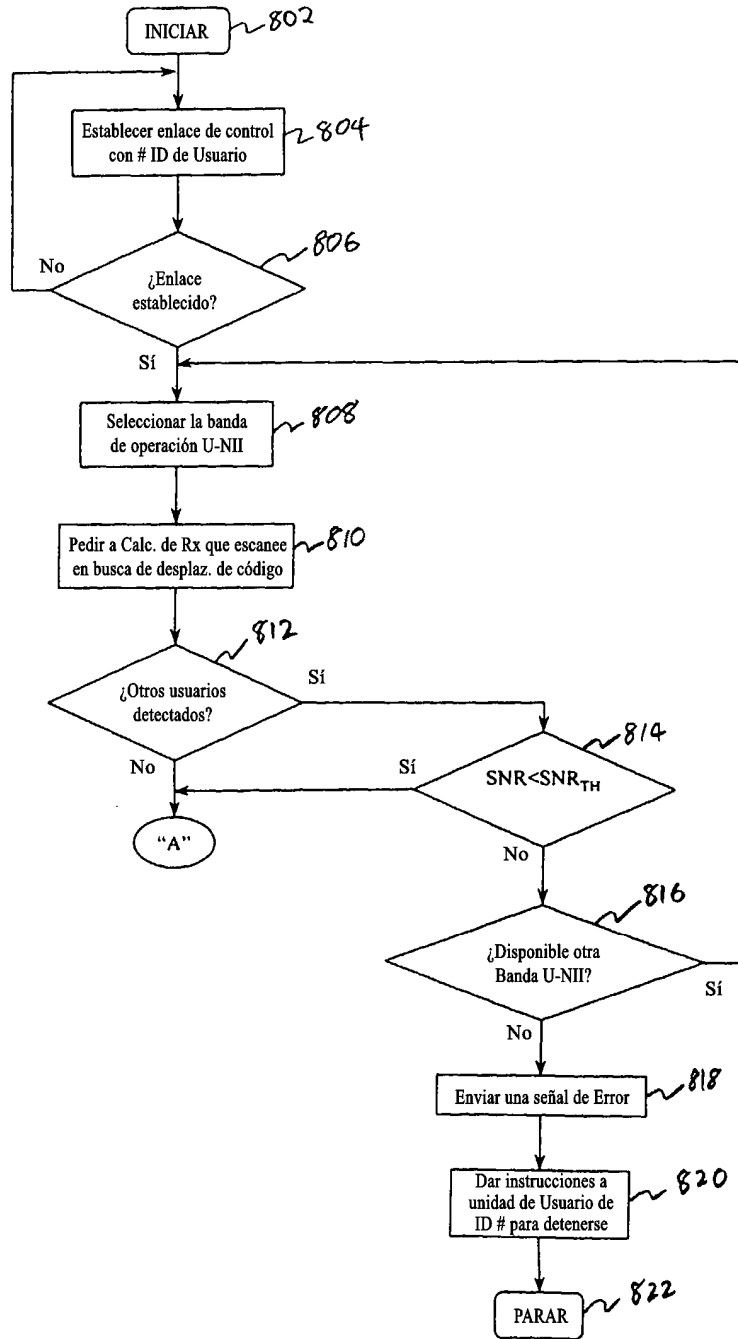 INICIAR
802
Establecer enlace de control
con # ID de Usuario
804
806
No
¿Enlace
establecido?
Sí
Seleccionar la banda
de operación U-NII
808
Pedir a Calc. de Rx que escanee
en busca de desplaz. de código
810
812
¿Otros usuarios
detectados?
Sí
814
No
Sí
SNR<SNRTH
"A"
No
816
¿Disponible otra
Banda U-NII?
Sí
No
Enviar una señal de Error
818
Dar instrucciones a
unidad de Usuario de
ID # para detenerse
820
PARAR
822